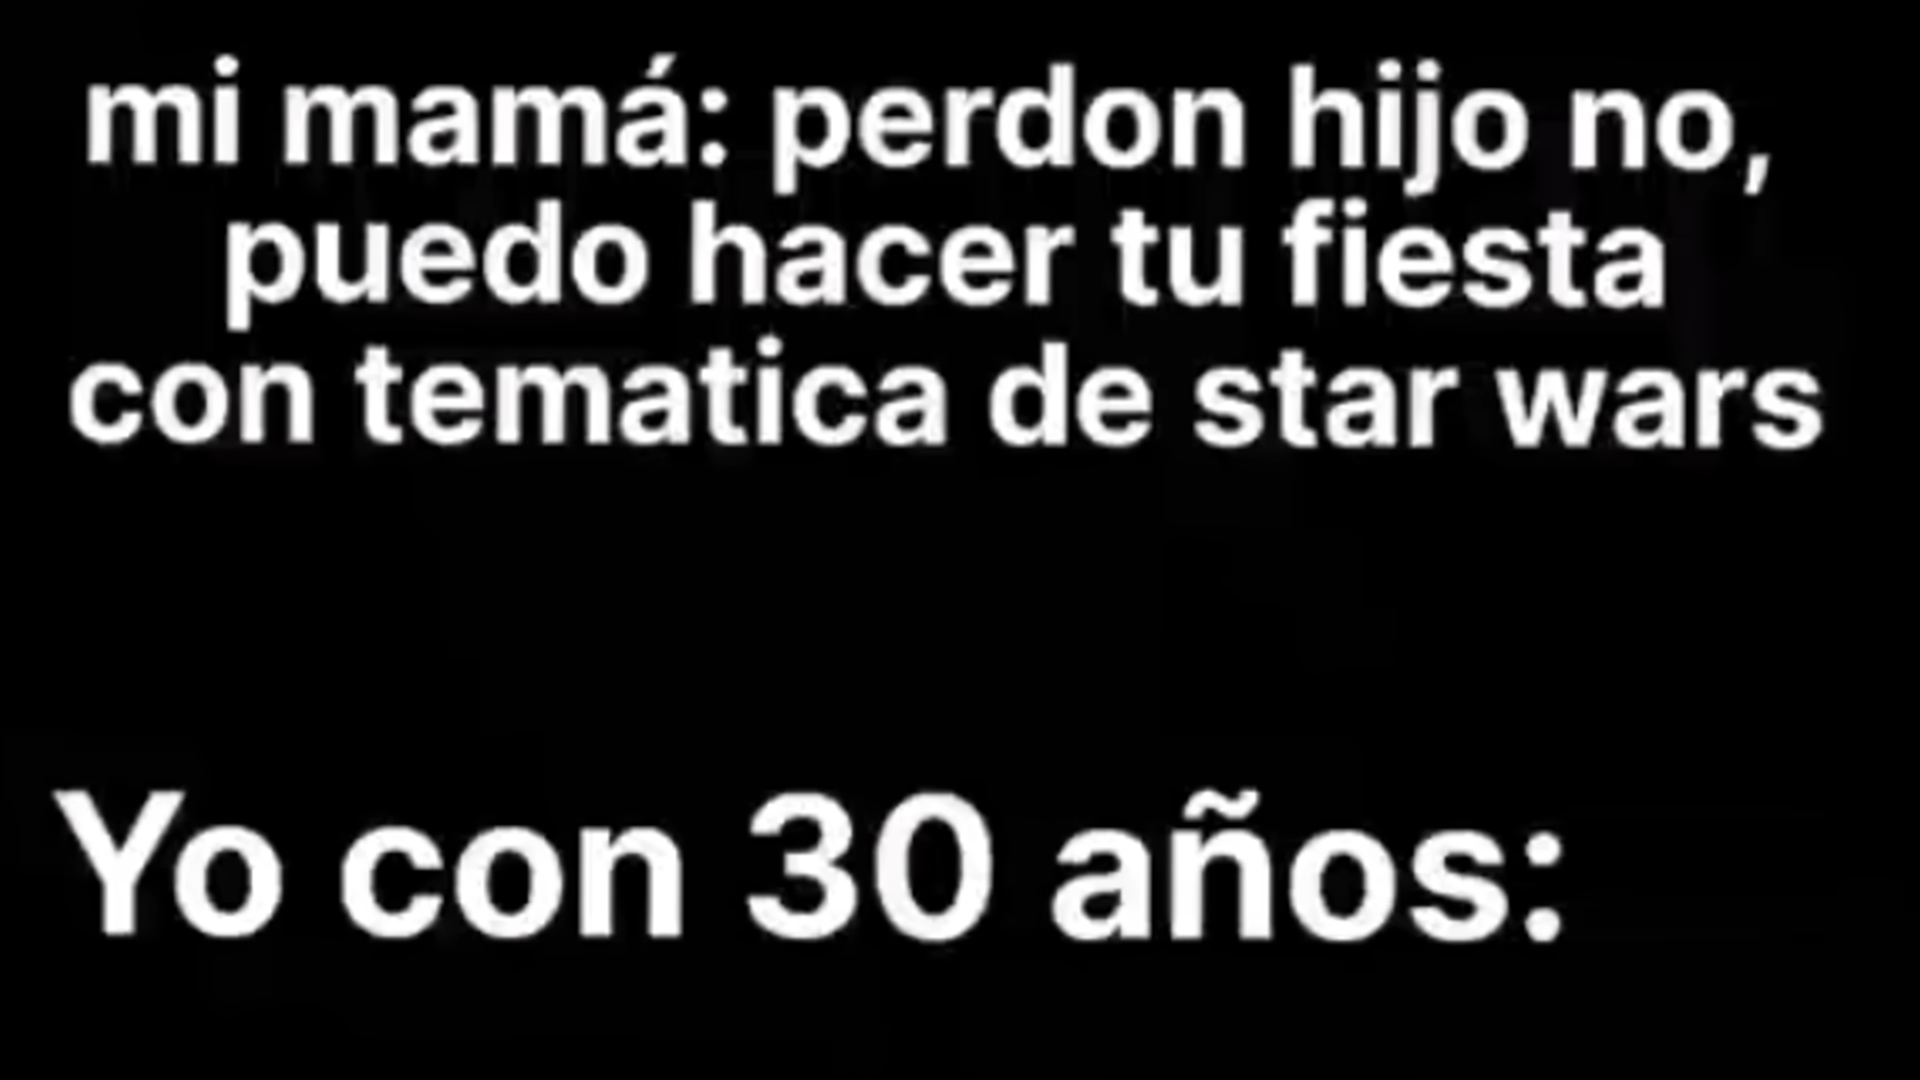 mi mamá: perdon hijo no,
puedo hacer tu fiesta
con tematica de star wars
Yo con 30 años: